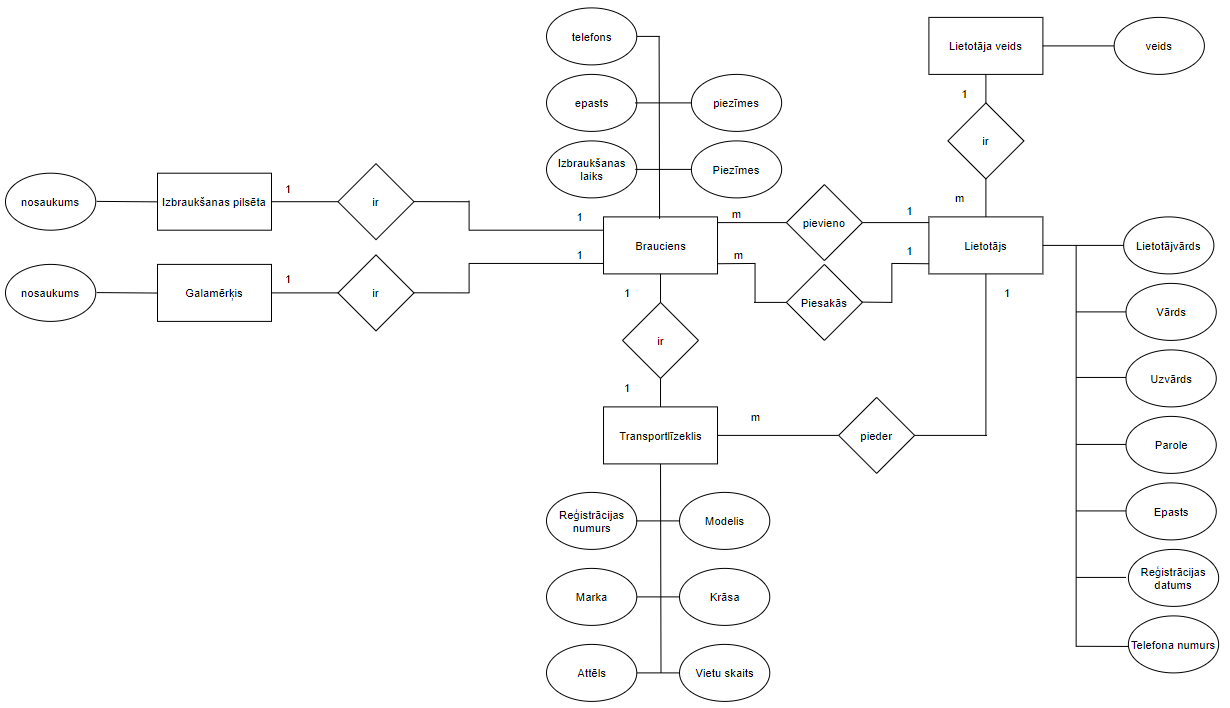 telefons
Lietotāja veids
veids
epasts
piezīmes
1
ir
Izbraukšanas
laiks
Piezīmes
m
nosaukums
Izbraukšanas pilsēta
1
ir
1
Brauciens
m
pievieno
1
Lietotājs
Lietotājvārds
nosaukums
Galamērķis
1
ir
1
m
Piesakās
1
1
ir
1
1
Vārds
Uzvārds
Transportlīzeklis
m
pieder
Parole
Reģistrācijas
numurs
Modelis
Epasts
Marka
Krāsa
Reģistrācijas
datums
Attēls
Vietu skaits
Telefona numurs